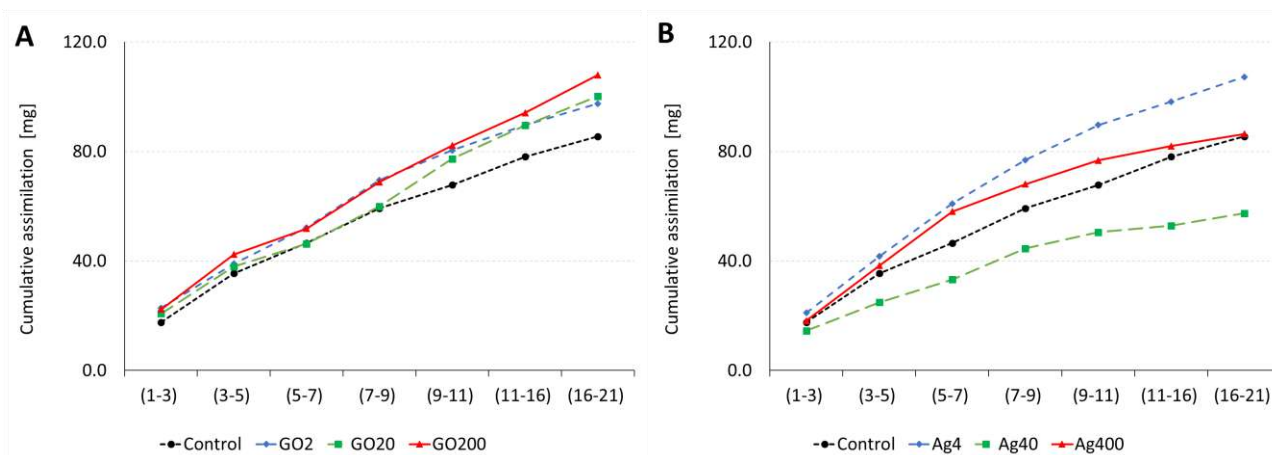 A
Cumulative assimilation [mg]
120.0
80.0
40.0
0.0
(1-3) (3-5) (5-7) (7-9) (9-11) (11-16) (16-21)
Control GO2 GO20 GO200
B
Cumulative assimilation [mg]
120.0
80.0
40.0
0.0
(1-3) (3-5) (5-7) (7-9) (9-11) (11-16) (16-21)
Control Ag4 Ag40 Ag400